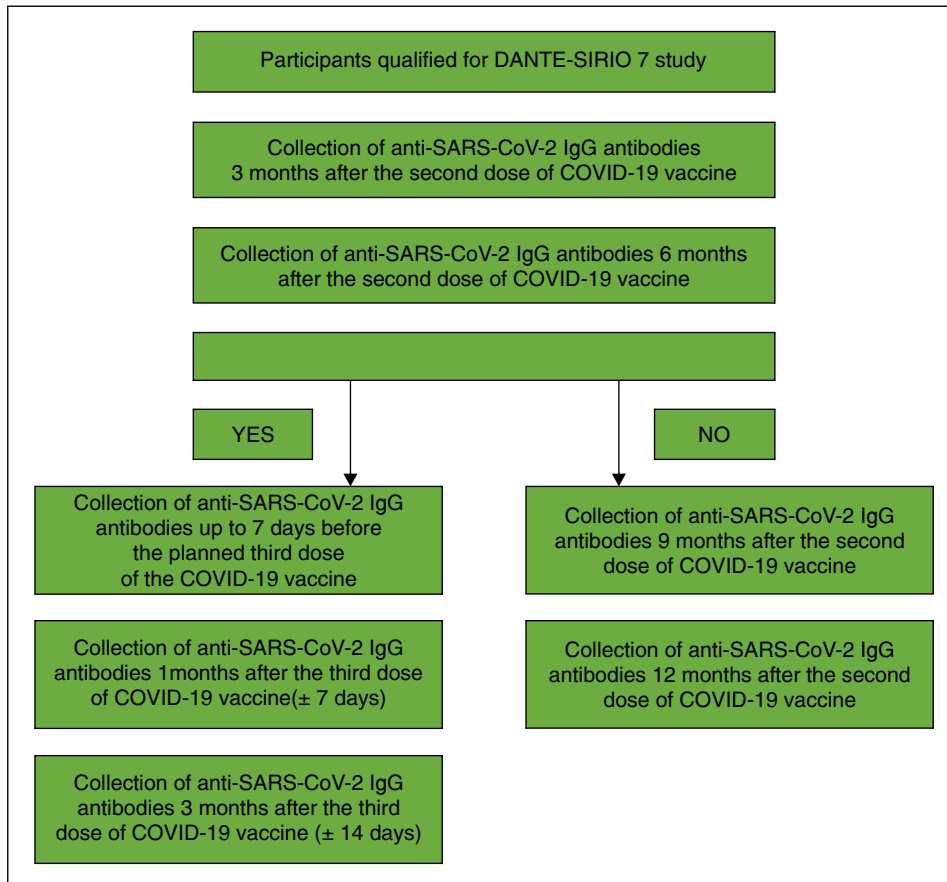 Participants qualified for DANTE-SIRIO 7 study
Collection of anti-SARS-CoV-2 IgG antibodies
3 months after the second dose of COVID-19 vaccine
Collection of anti-SARS-CoV-2 IgG antibodies 6 months
after the second dose of COVID-19 vaccine
YES
NO
Collection of anti-SARS-CoV-2 IgG
antibodies up to 7 days before
the planned third dose
of the COVID-19 vaccine
Collection of anti-SARS-CoV-2 IgG
antibodies 9 months after the second
dose of COVID-19 vaccine
Collection of anti-SARS-CoV-2 IgG
antibodies 1months after the third dose
of COVID-19 vaccine(± 7 days)
Collection of anti-SARS-CoV-2 IgG
antibodies 12 months after the second
dose of COVID-19 vaccine
Collection of anti-SARS-CoV-2 IgG
antibodies 3 months after the third
dose of COVID-19 vaccine (± 14 days)